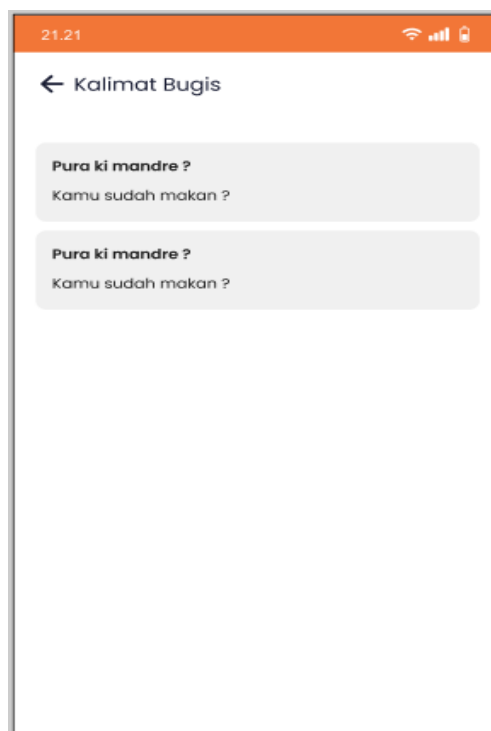 21.21
Kalimat Bugis
Pura ki mandre ?
Kamu sudah makan ?
Pura ki mandre ?
Kamu sudah makan ?